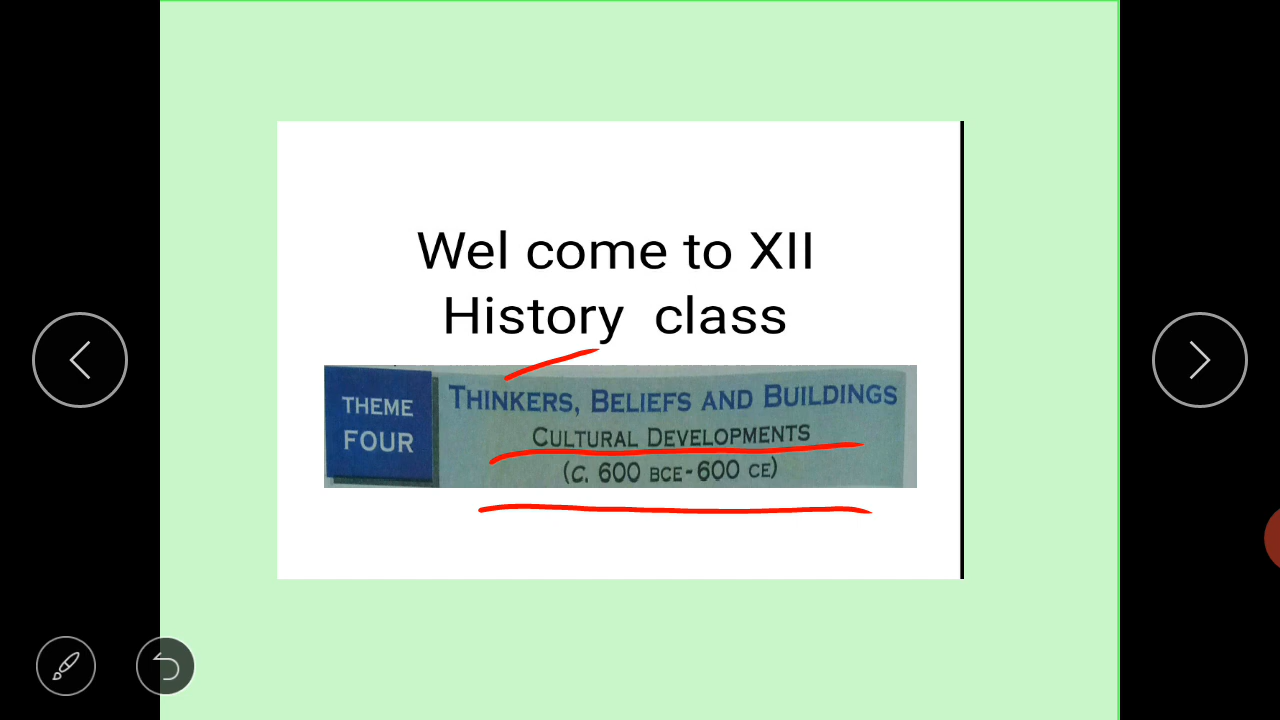 Wel come to XII
History class
THEME
FOUR
THINKERS, BELIEFS AND BUILDINGS
CULTURAL DEVELOPMENTS
(C. 600 BCE-600 CE)